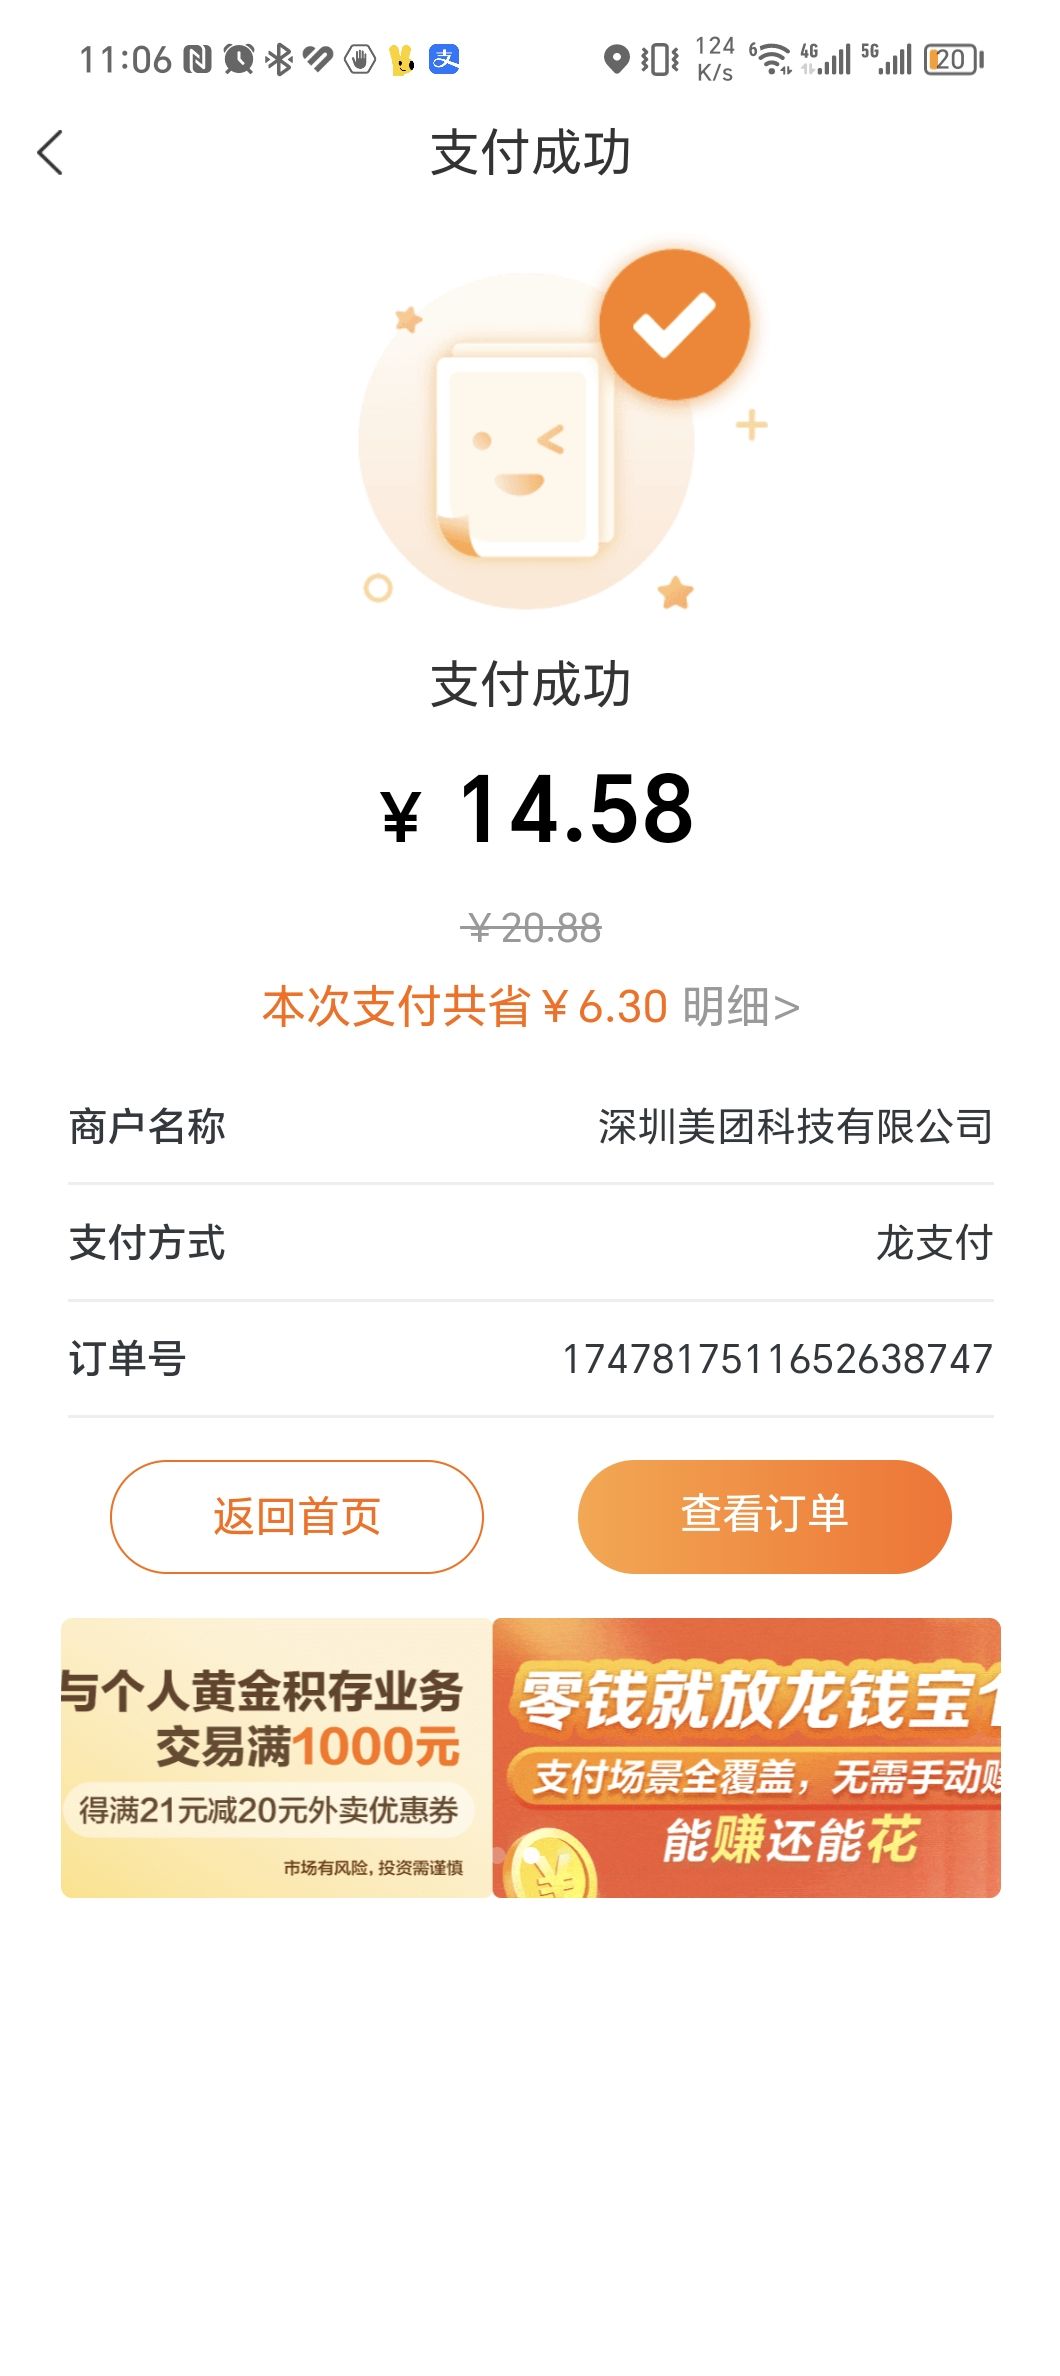 11:06 124 K/s 6 4G 5G 20
支付成功
支付成功
¥ 14.58
¥20.88
本次支付共省¥6.30 明细>
商户名称 深圳美团科技有限公司
支付方式 龙支付
订单号 1747817511652638747
返回首页 查看订单
与个人黄金积存业务
交易满1000元
得满21元减20元外卖优惠券
市场有风险,投资需谨慎
零钱就放龙钱宝
支付场景全覆盖，无需手动
能赚还能花